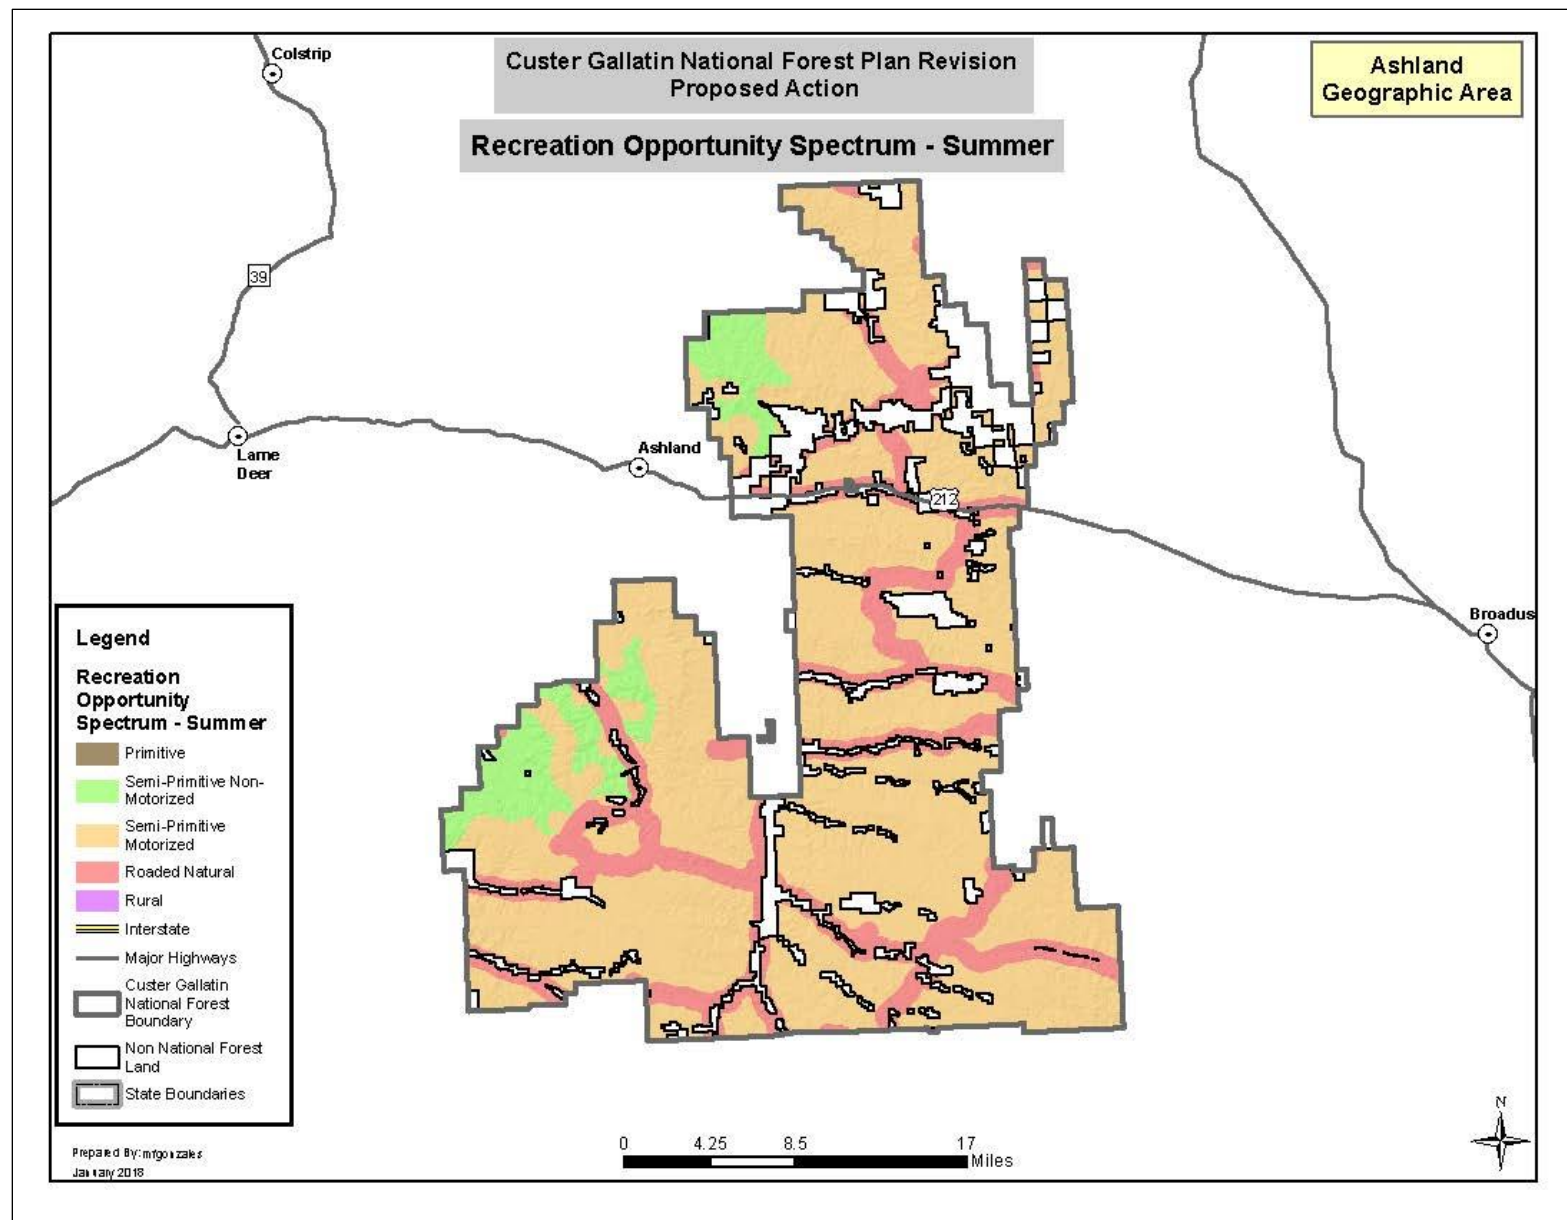 Colstrip
Custer Gallatin National Forest Plan Revision
Proposed Action
Ashland
Geographic Area
Recreation Opportunity Spectrum - Summer
39
Lame
Deer
Ashland
212
Broadus
Legend
Recreation
Opportunity
Spectrum - Summer
Primitive
Semi-Primitive Non-
Motorized
Semi-Primitive
Motorized
Roaded Natural
Rural
Interstate
Major Highways
Custer Gallatin
National Forest
Boundary
Non National Forest
Land
State Boundaries
Prepared By: mrgonzales
January 2018
0 4.25 8.5 17
Miles
N